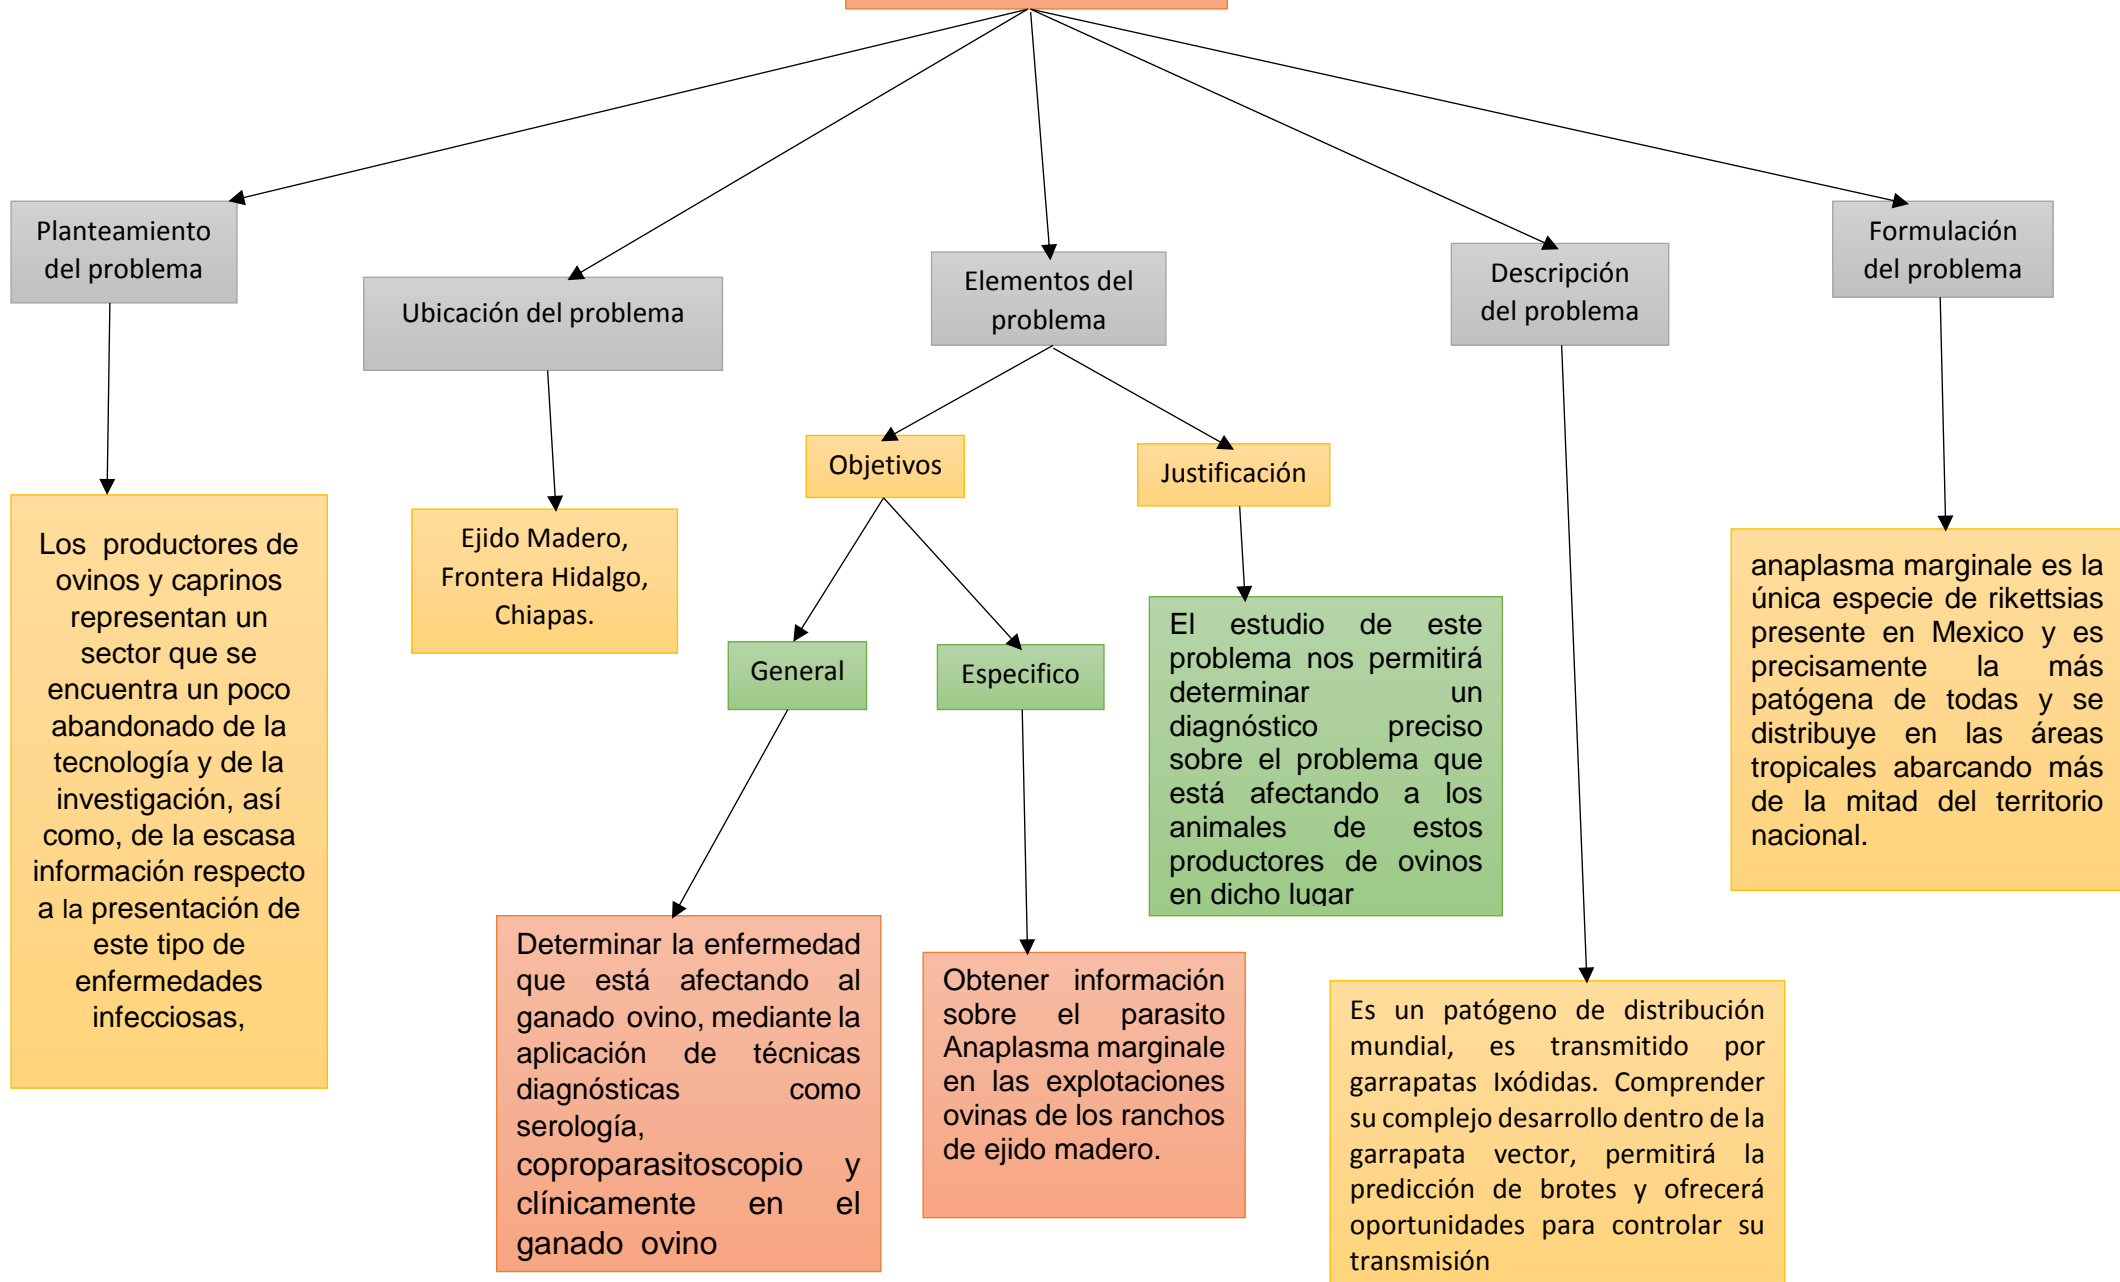 Planteamiento
del problema
Ubicación del problema
Elementos del
problema
Descripción
del problema
Formulación
del problema
Objetivos
Justificación
Los  productores de
ovinos y caprinos
representan un
sector que se
encuentra un poco
abandonado de la
tecnología y de la
investigación, así
como, de la escasa
información respecto
a la presentación de
este tipo de
enfermedades
infecciosas,
Ejido Madero,
Frontera Hidalgo,
Chiapas.
General
Especifico
El estudio de este
problema nos permitirá
determinar un
diagnóstico preciso
sobre el problema que
está afectando a los
animales de estos
productores de ovinos
en dicho lugar
anaplasma marginale es la
única especie de rikettsias
presente en Mexico y es
precisamente la más
patógena de todas y se
distribuye en las áreas
tropicales abarcando más
de la mitad del territorio
nacional.
Determinar la enfermedad
que está afectando al
ganado ovino, mediante la
aplicación de técnicas
diagnósticas como
serología,
coproparasitoscopio y
clínicamente en el
ganado  ovino
Obtener información
sobre el parasito
Anaplasma marginale
en las explotaciones
ovinas de los ranchos
de ejido madero.
Es un patógeno de distribución
mundial, es transmitido por
garrapatas Ixódidas. Comprender
su complejo desarrollo dentro de la
garrapata vector, permitirá la
predicción de brotes y ofrecerá
oportunidades para controlar su
transmisión